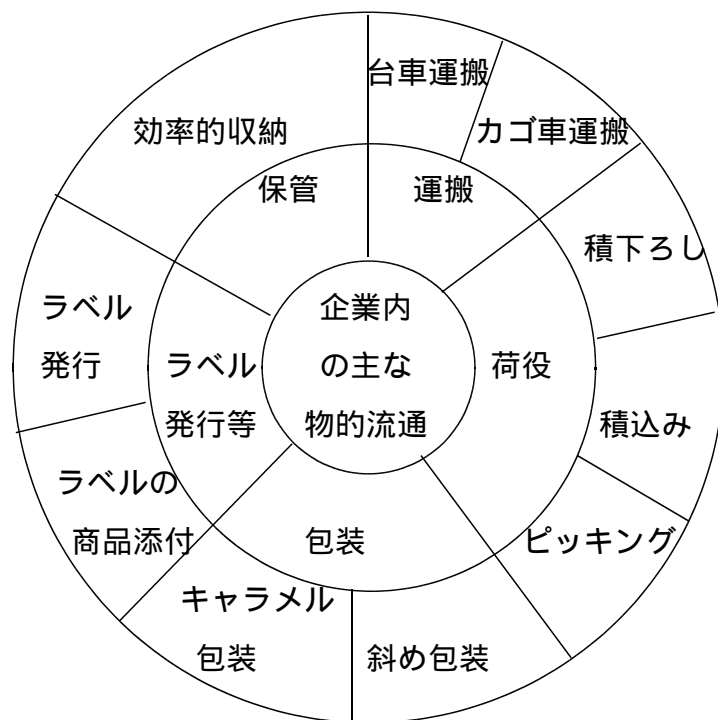 台車運搬
効率的収納
カゴ車運搬
保管
運搬
積下ろし
ラベル
発行
ラベル
発行等
企業内
の主な
物的流通
荷役
積込み
ラベルの
商品添付
包装
ピッキング
キャラメル
包装
斜め包装